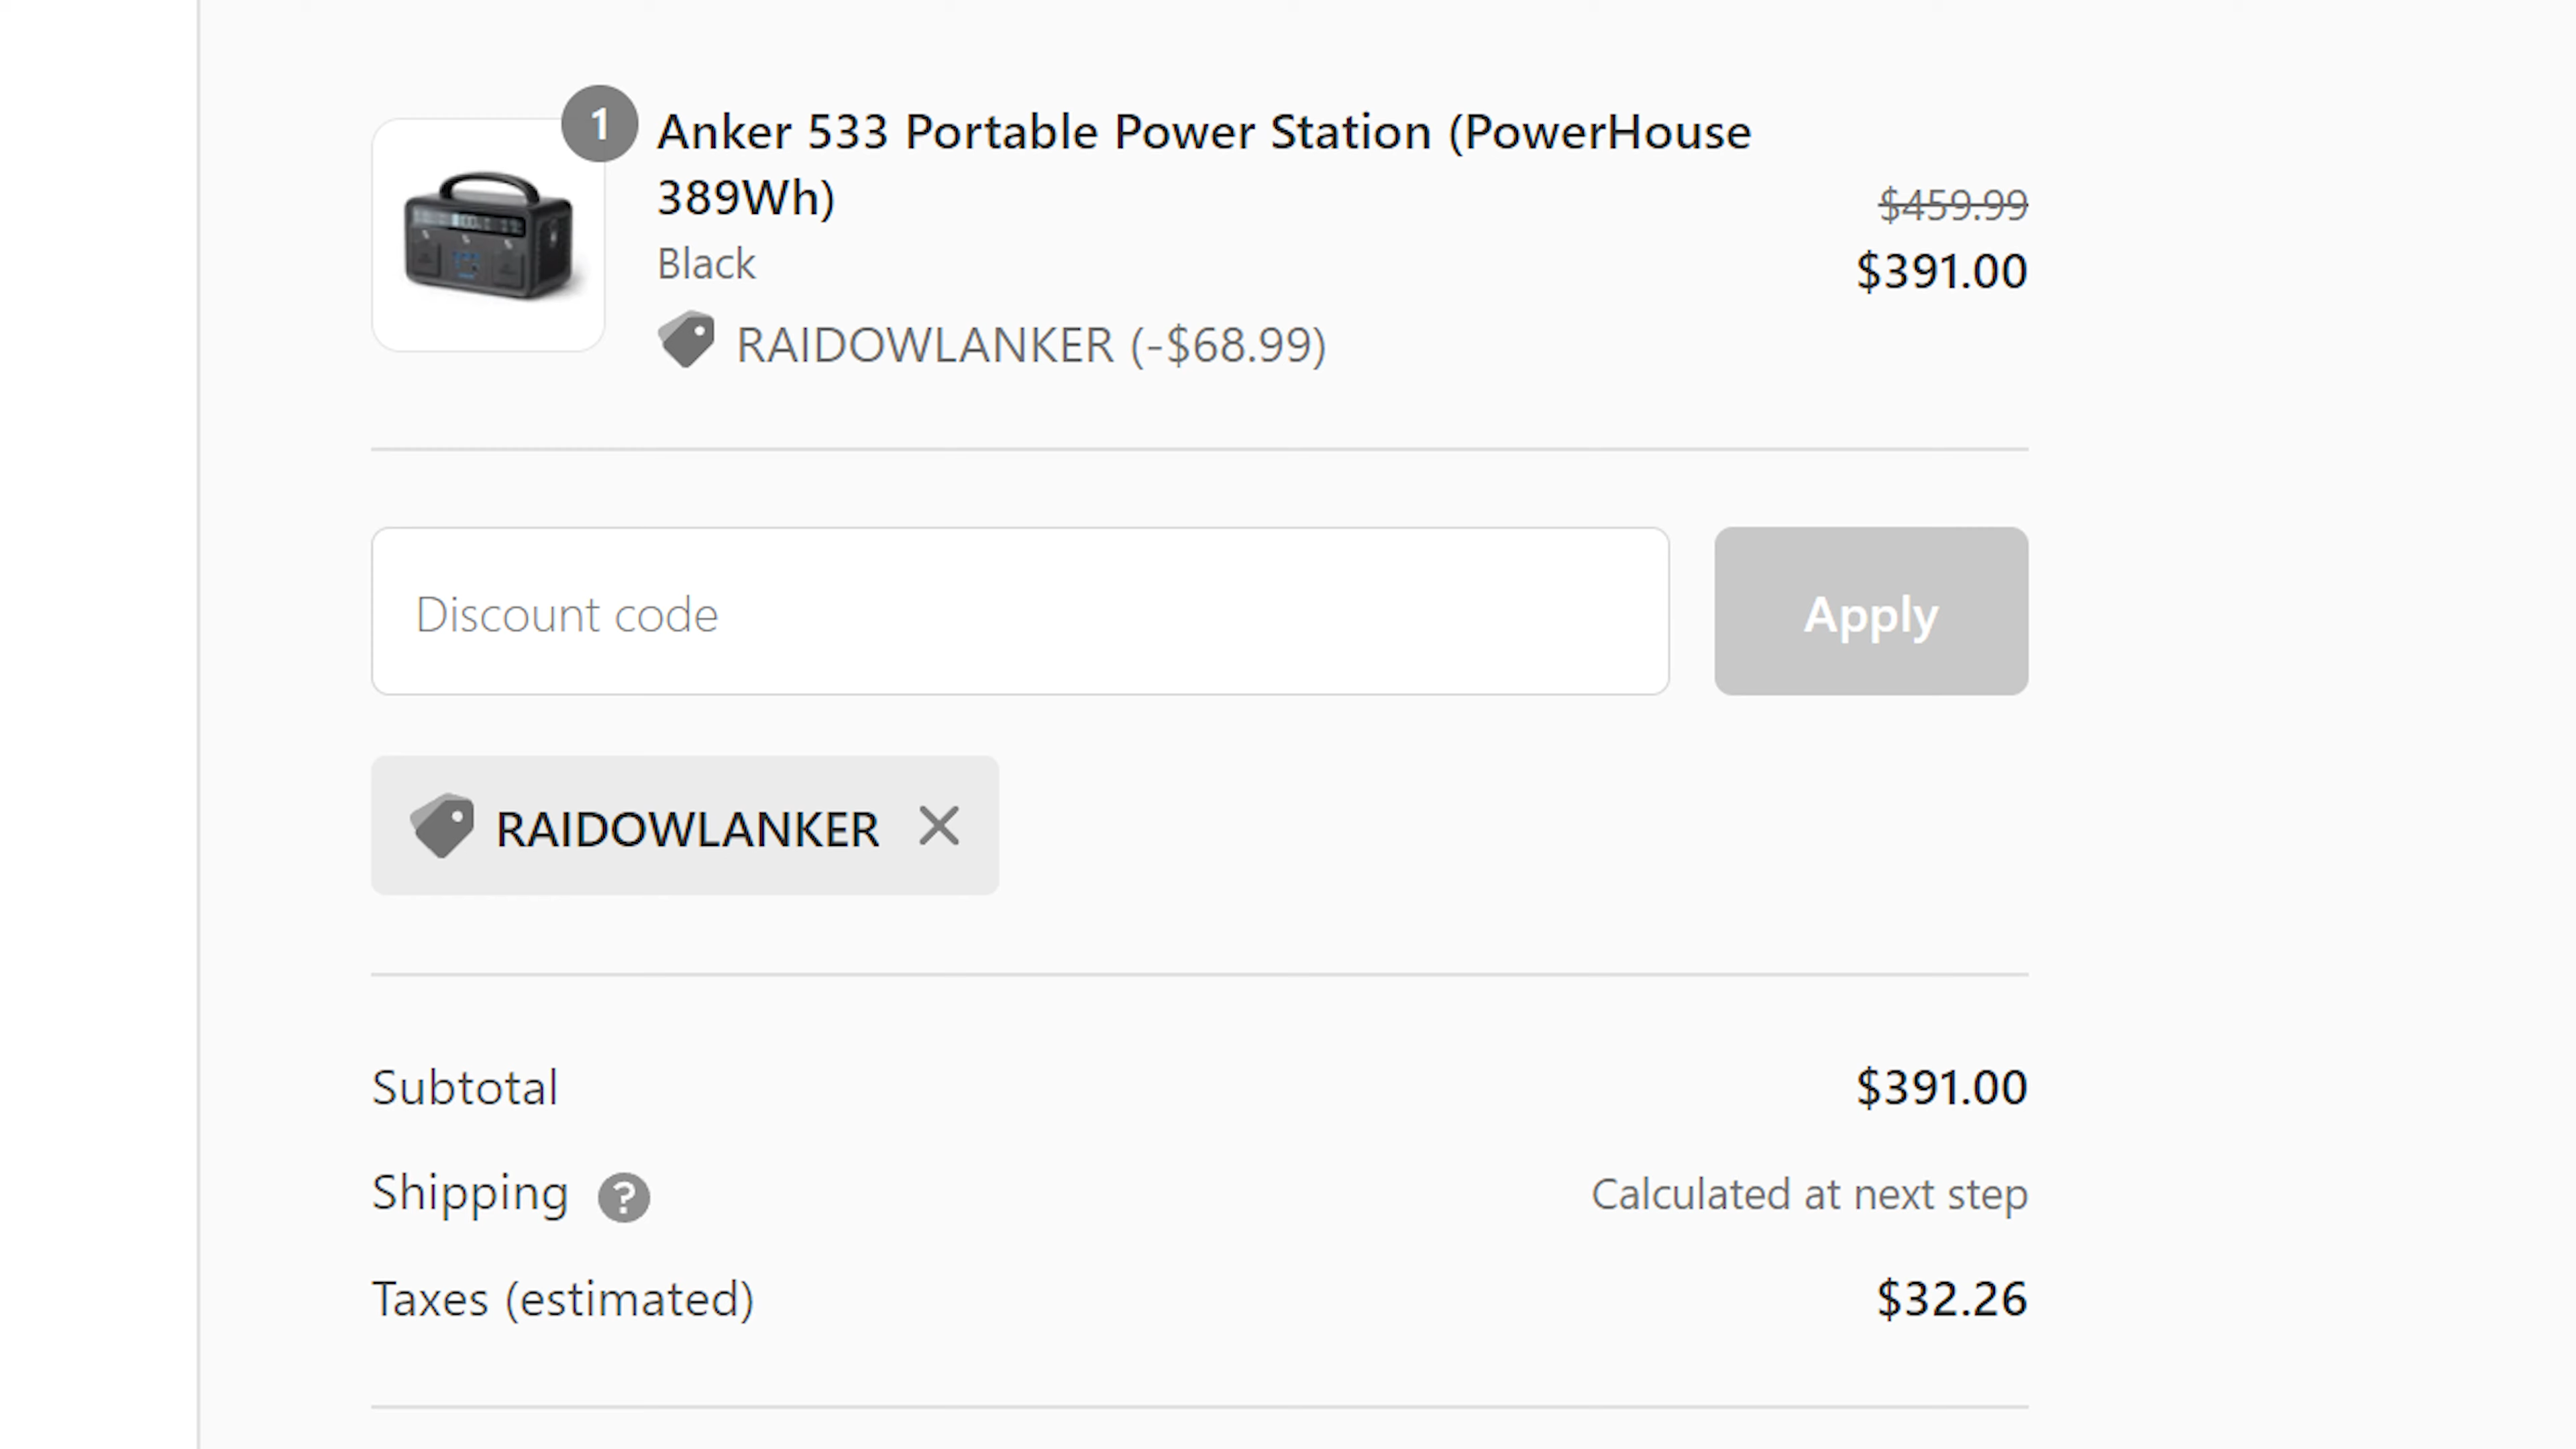 1
Anker 533 Portable Power Station (PowerHouse
389Wh)
$459.99
Black
$391.00
RAIDOWLANKER (-$68.99)
Discount code
Apply
RAIDOWLANKER
Subtotal
$391.00
Shipping ?
Calculated at next step
Taxes (estimated)
$32.26